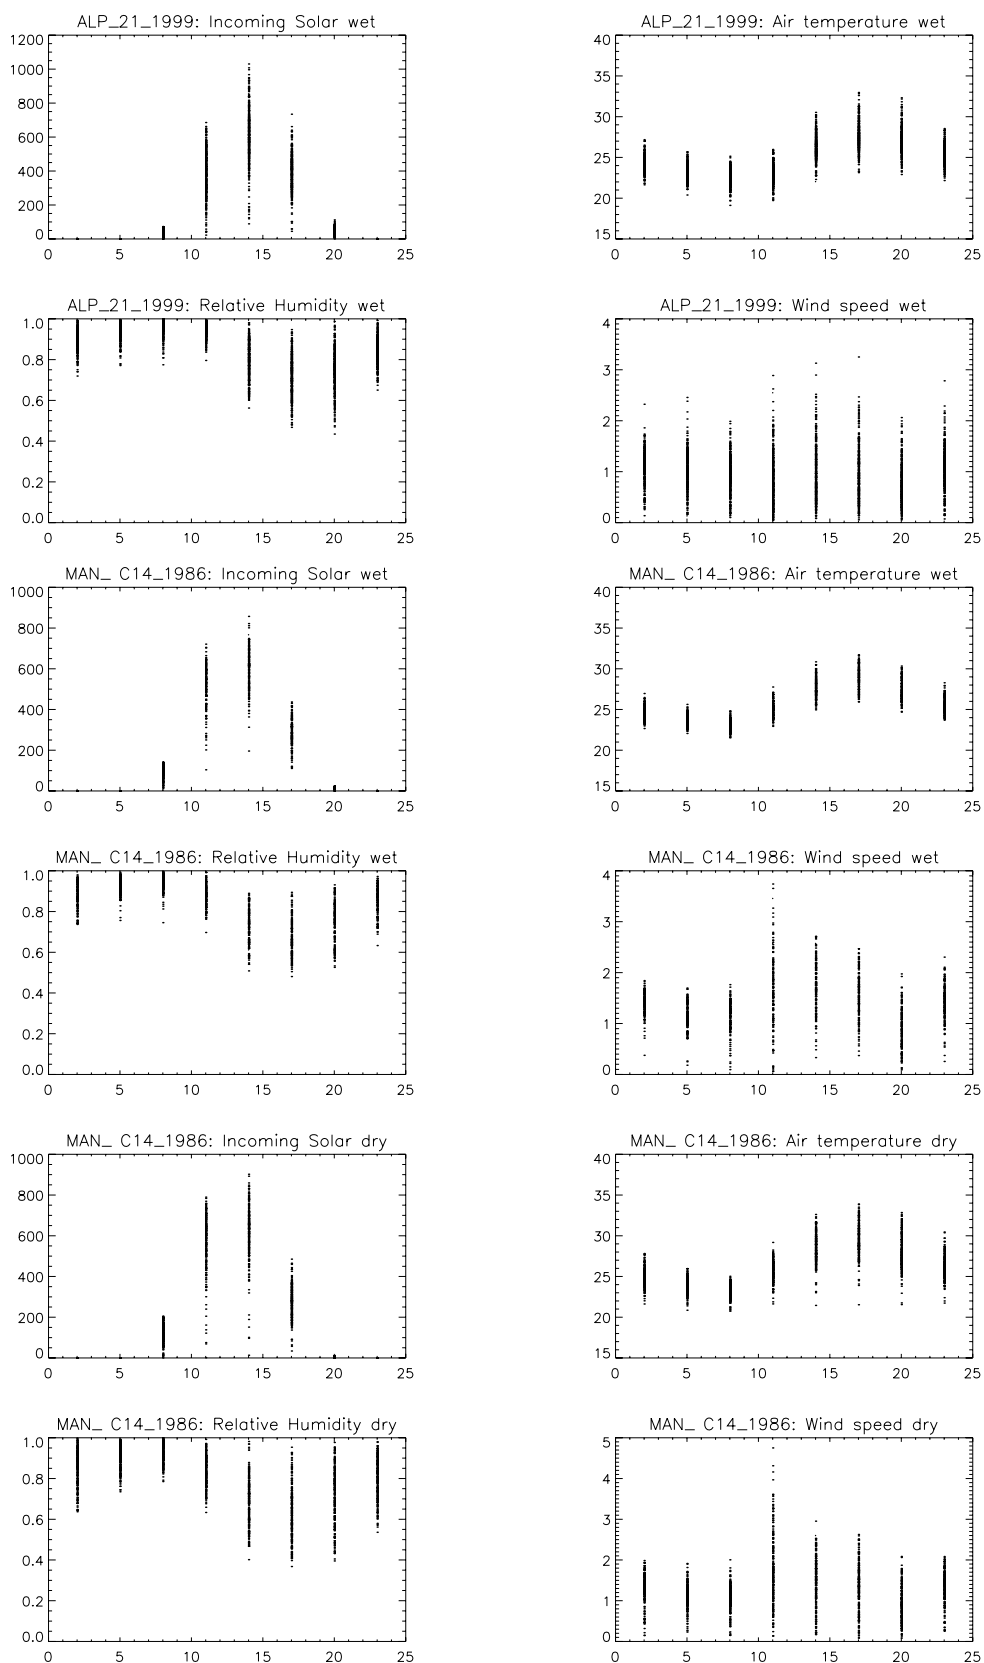 ALP_21_1999: Incoming Solar wet
1200
1000
800
600
400
200
0
0 5 10 15 20 25
ALP_21_1999: Air temperature wet
40
35
30
25
20
15
0 5 10 15 20 25
ALP_21_1999: Relative Humidity wet
1.0
0.8
0.6
0.4
0.2
0.0
0 5 10 15 20 25
ALP_21_1999: Wind speed wet
4
3
2
1
0
0 5 10 15 20 25
MAN_ C14_1986: Incoming Solar wet
1000
800
600
400
200
0
0 5 10 15 20 25
MAN_ C14_1986: Air temperature wet
40
35
30
25
20
15
0 5 10 15 20 25
MAN_ C14_1986: Relative Humidity wet
1.0
0.8
0.6
0.4
0.2
0.0
0 5 10 15 20 25
MAN_ C14_1986: Wind speed wet
4
3
2
1
0
0 5 10 15 20 25
MAN_ C14_1986: Incoming Solar dry
1000
800
600
400
200
0
0 5 10 15 20 25
MAN_ C14_1986: Air temperature dry
40
35
30
25
20
15
0 5 10 15 20 25
MAN_ C14_1986: Relative Humidity dry
1.0
0.8
0.6
0.4
0.2
0.0
0 5 10 15 20 25
MAN_ C14_1986: Wind speed dry
5
4
3
2
1
0
0 5 10 15 20 25